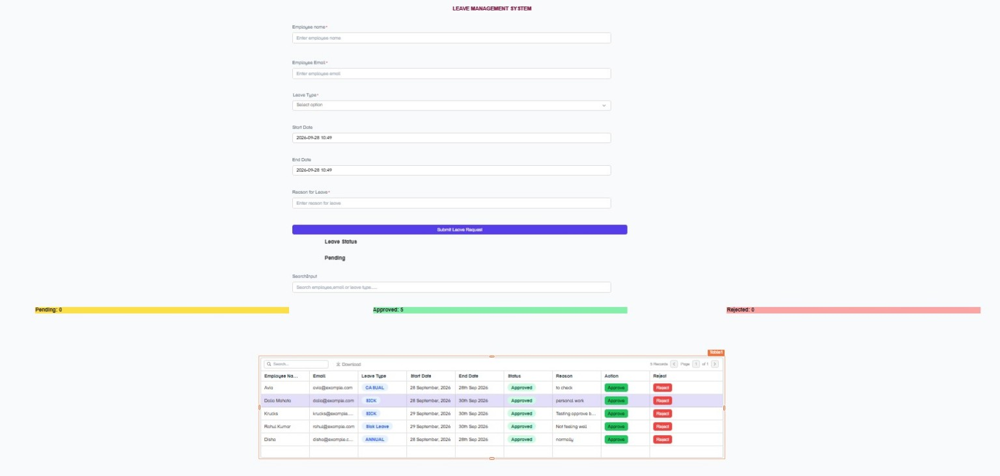 LEAVE MANAGEMENT SYSTEM
Employee name*
Enter employee name
Employee Email*
Enter employee email
Leave Type*
Select option
Start Date
2026-09-28 10:49
End Date
2026-09-28 10:49
Reason for Leave*
Enter reason for leave
Submit Leave Request
Leave Status
Pending
SearchInput
Search employee,email or leave type.....
Pending: 0 Approved: 5 Rejected: 0
Table1
Search... Download 5 Records Page 1 of 1
Employee Na... Email Leave Type Start Date End Date Status Reason Action Reject
Avia avia@example.com CASUAL 28 September, 2026 28th Sep 2026 Approved to check Approve Reject
Dalia Mahata dalia@example.com SICK 28 September, 2026 30th Sep 2026 Approved personal work Approve Reject
Krucks krucks@example.... SICK 29 September, 2026 30th Sep 2026 Approved Testing approve b... Approve Reject
Rahul Kumar rahul@example.com Sick Leave 29 September, 2026 30th Sep 2026 Approved Not feeling well Approve Reject
Disha disha@example.c... ANNUAL 28 September, 2026 28th Sep 2026 Approved normally Approve Reject